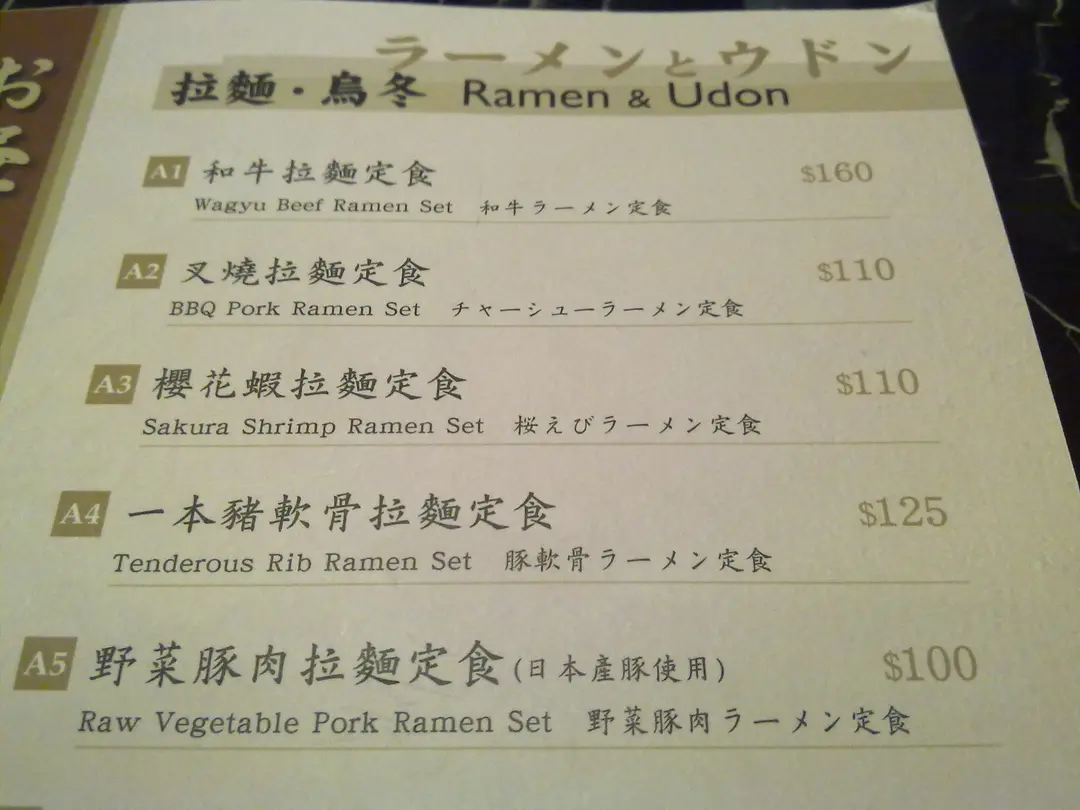 ラーメンとウドン
拉麵・烏冬 Ramen & Udon
A1 和牛拉麵定食 $160
Wagyu Beef Ramen Set 和牛ラーメン定食
A2 叉燒拉麵定食 $110
BBQ Pork Ramen Set チャーシューラーメン定食
A3 櫻花蝦拉麵定食 $110
Sakura Shrimp Ramen Set 桜えびラーメン定食
A4 一本豬軟骨拉麵定食 $125
Tenderous Rib Ramen Set 豚軟骨ラーメン定食
A5 野菜豚肉拉麵定食(日本產豚使用) $100
Raw Vegetable Pork Ramen Set 野菜豚肉ラーメン定食